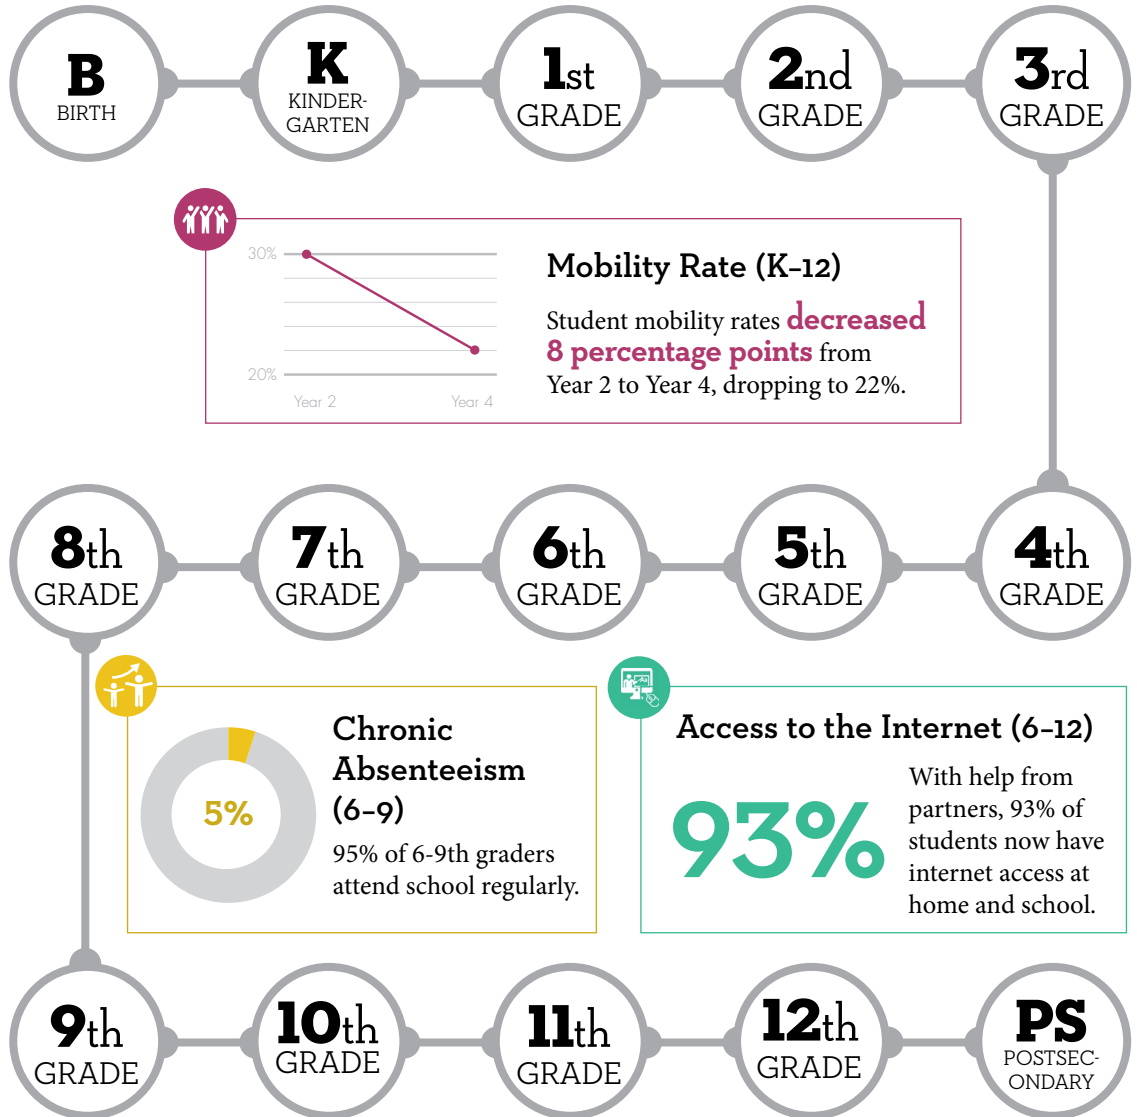 B
BIRTH
K
KINDER-
GARTEN
1st
GRADE
2nd
GRADE
3rd
GRADE
30%
20%
Year 2
Year 4
Mobility Rate (K–12)
Student mobility rates decreased
8 percentage points from
Year 2 to Year 4, dropping to 22%.
8th
GRADE
7th
GRADE
6th
GRADE
5th
GRADE
4th
GRADE
5%
Chronic
Absenteeism
(6–9)
95% of 6-9th graders
attend school regularly.
Access to the Internet (6–12)
93%
With help from
partners, 93% of
students now have
internet access at
home and school.
9th
GRADE
10th
GRADE
11th
GRADE
12th
GRADE
PS
POSTSEC-
ONDARY